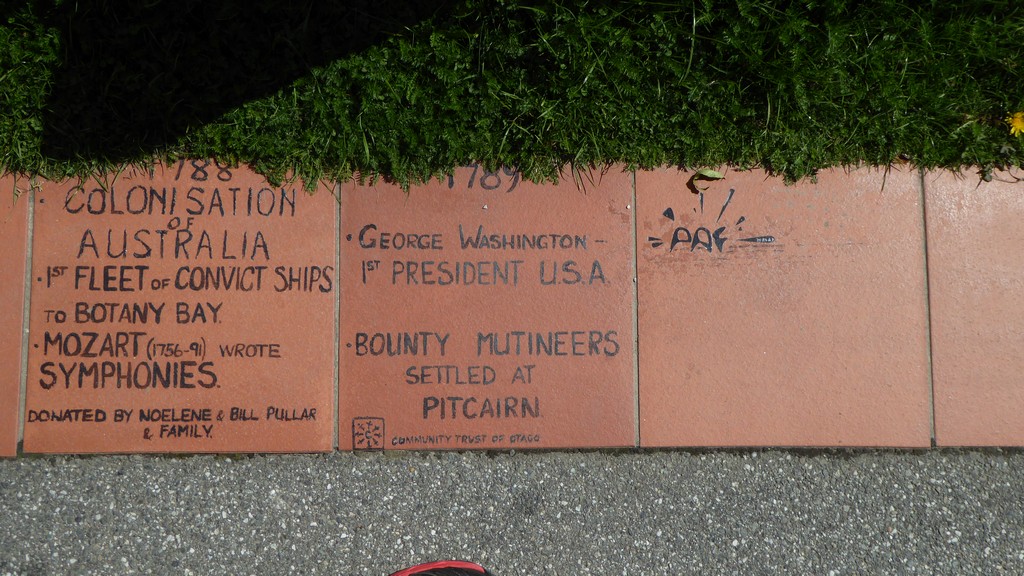 1788
· COLONISATION
OF
AUSTRALIA
· 1ST FLEET OF CONVICT SHIPS
TO BOTANY BAY.
· MOZART (1756-91) WROTE
SYMPHONIES.
DONATED BY NOELENE & BILL PULLAR
& FAMILY.
1789
· GEORGE WASHINGTON –
1ST PRESIDENT U.S.A.
· BOUNTY MUTINEERS
SETTLED AT
PITCAIRN.
COMMUNITY TRUST OF OTAGO